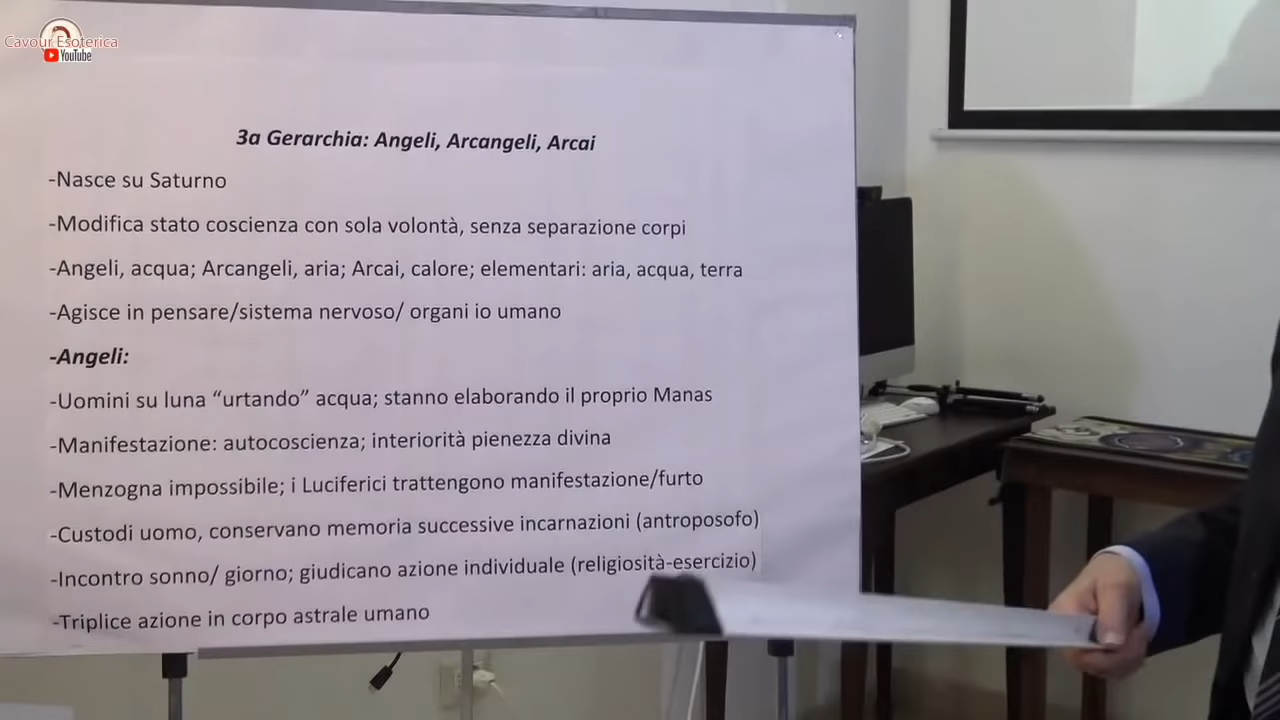 Cavour Esoterica
YouTube
3a Gerarchia: Angeli, Arcangeli, Arcai
-Nasce su Saturno
-Modifica stato coscienza con sola volontà, senza separazione corpi
-Angeli, acqua; Arcangeli, aria; Arcai, calore; elementari: aria, acqua, terra
-Agisce in pensare/sistema nervoso/ organi io umano
-Angeli:
-Uomini su luna “urtando” acqua; stanno elaborando il proprio Manas
-Manifestazione: autocoscienza; interiorità pienezza divina
-Menzogna impossibile; i Luciferici trattengono manifestazione/furto
-Custodi uomo, conservano memoria successive incarnazioni (antroposofo)
-Incontro sonno/ giorno; giudicano azione individuale (religiosità-esercizio)
-Triplice azione in corpo astrale umano